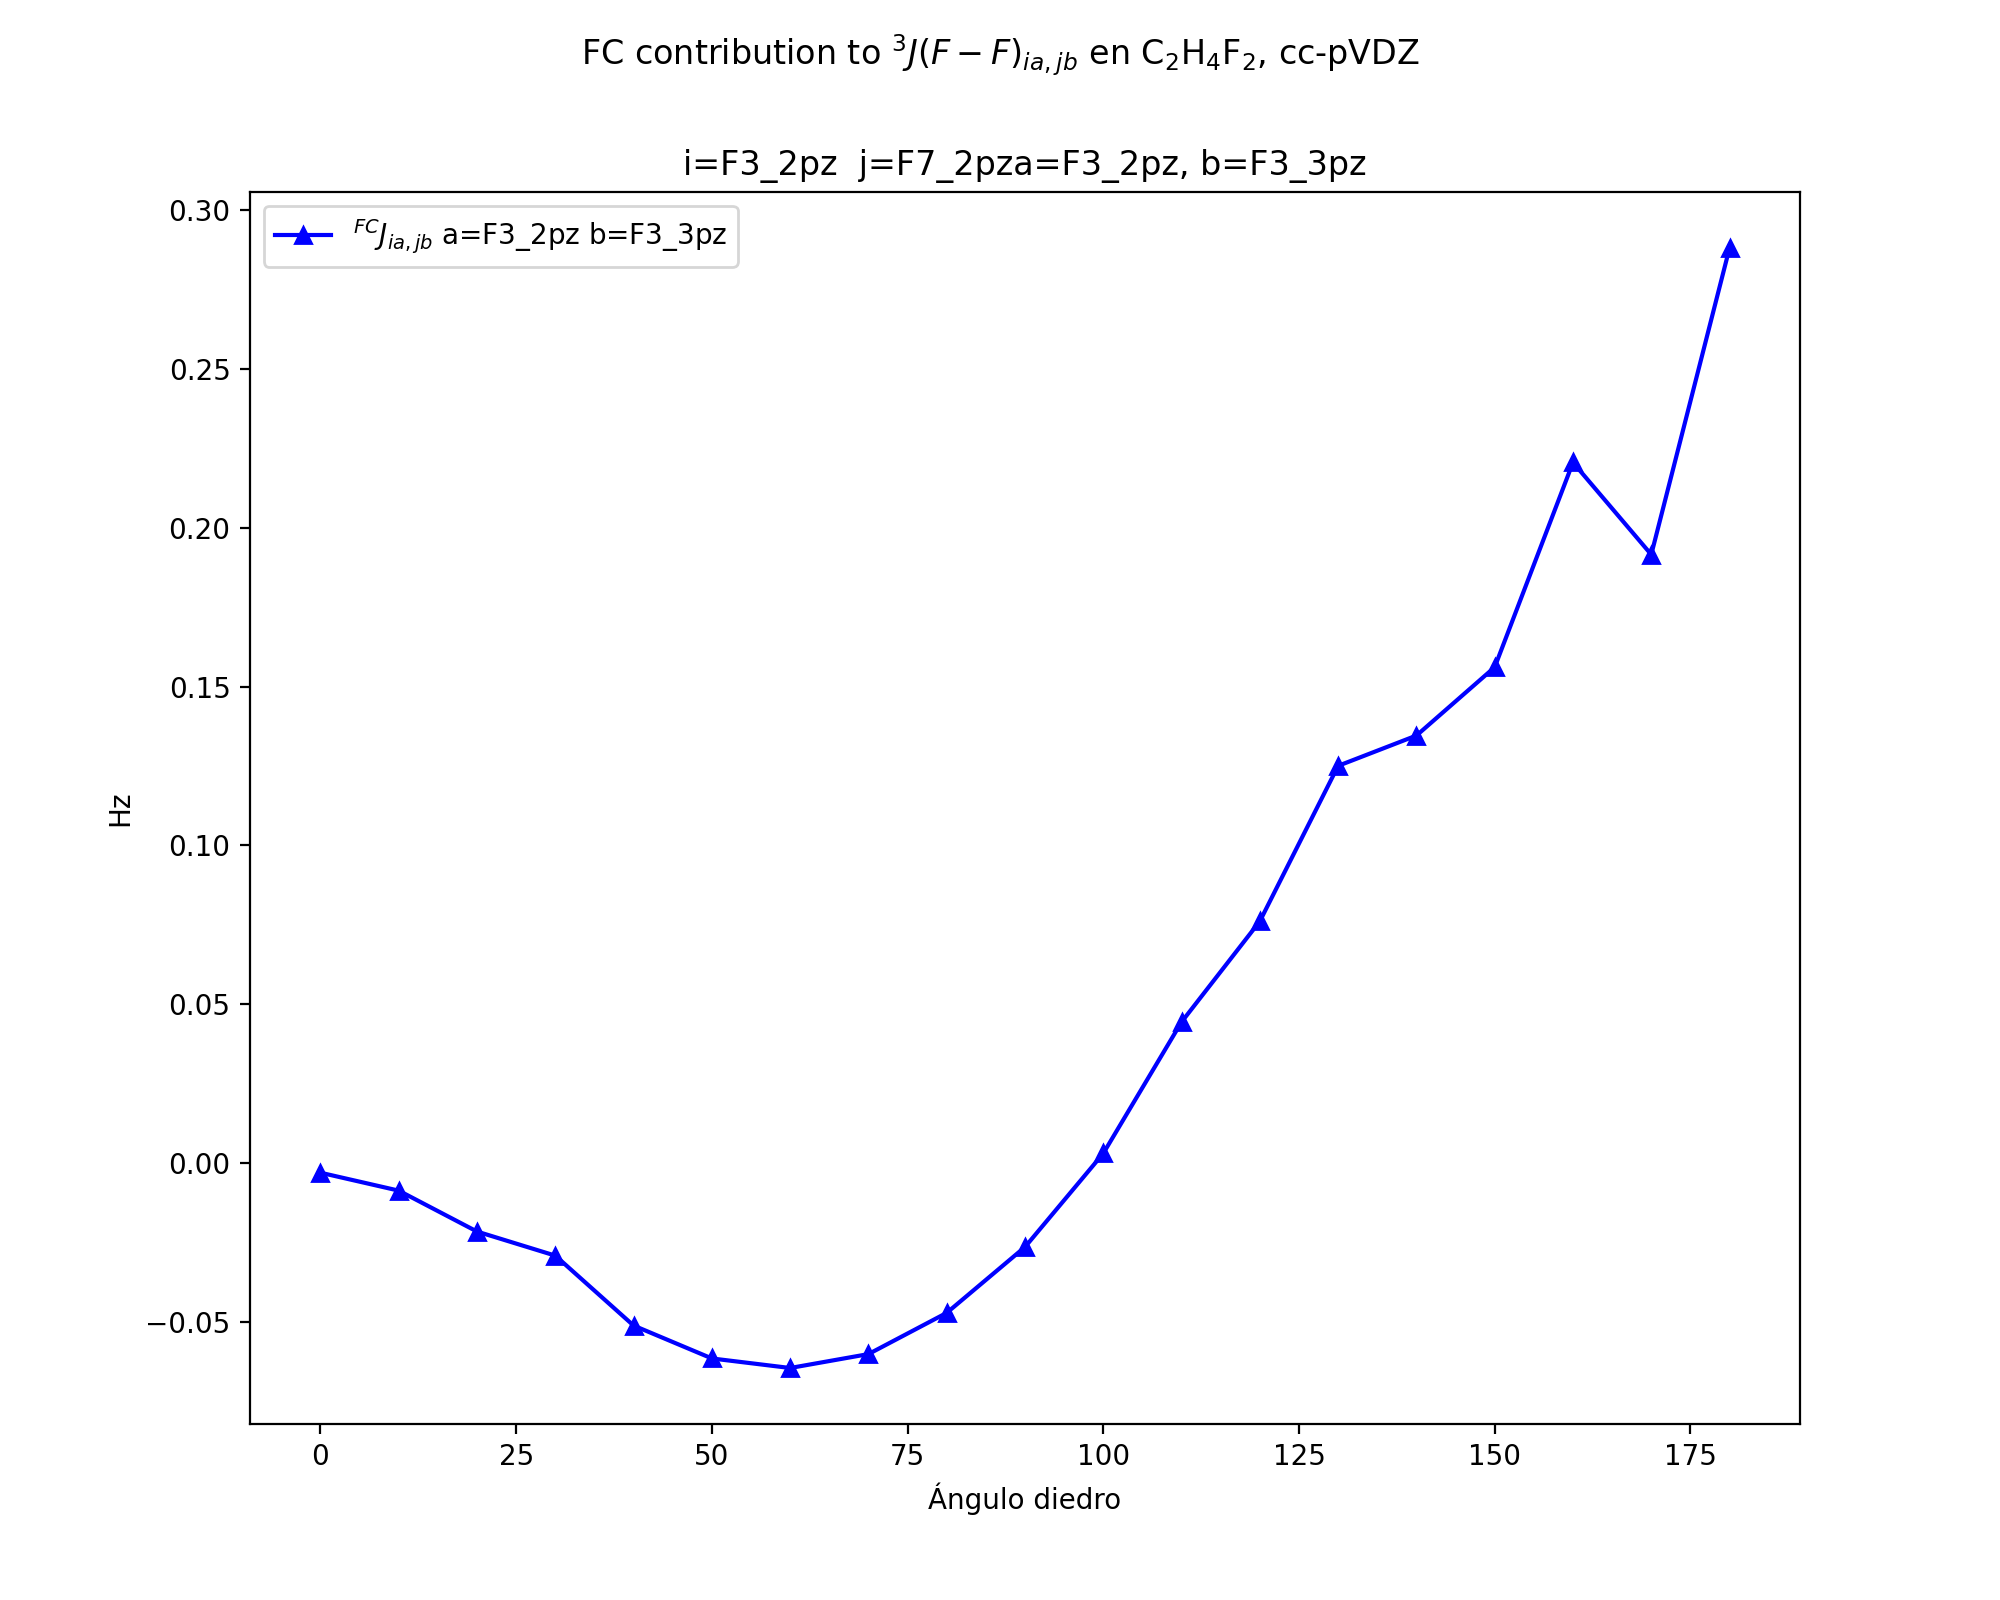 FC contribution to ³J(F − F)ᵢₐ,ⱼb en C₂H₄F₂, cc-pVDZ
i=F3_2pz  j=F7_2pza=F3_2pz, b=F3_3pz
ᶠᶜJᵢₐ,ⱼb a=F3_2pz b=F3_3pz
0.30
0.25
0.20
0.15
0.10
0.05
0.00
−0.05
Hz
0 25 50 75 100 125 150 175
Ángulo diedro